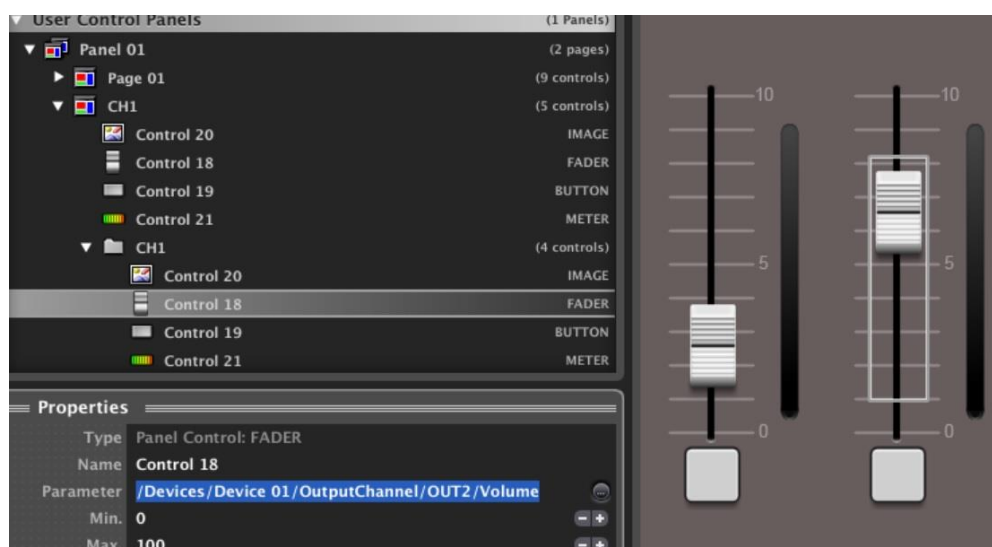 User Control Panels (1 Panels)
Panel 01 (2 pages)
Page 01 (9 controls)
CH1 (5 controls)
Control 20 IMAGE
Control 18 FADER
Control 19 BUTTON
Control 21 METER
CH1 (4 controls)
Control 20 IMAGE
Control 18 FADER
Control 19 BUTTON
Control 21 METER
Properties
Type Panel Control: FADER
Name Control 18
Parameter /Devices/Device 01/OutputChannel/OUT2/Volume
Min. 0
Max. 100
10 10
5 5
0 0